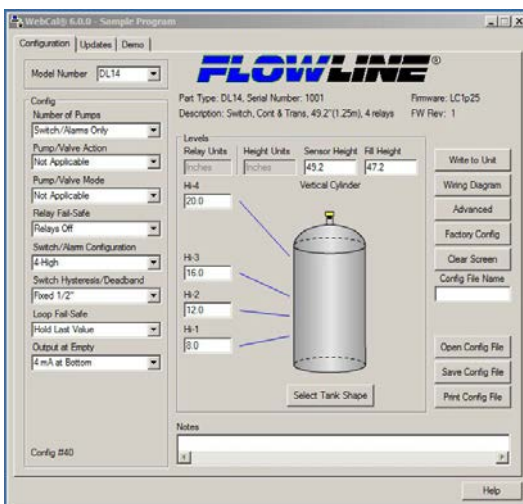 WebCal® 6.0.0 - Sample Program
Configuration Updates Demo
Model Number DL14
FLOWLINE®
Part Type: DL14, Serial Number: 1001 Firmware: LC1p25
Description: Switch, Cont & Trans, 49.2"(1.25m), 4 relays FW Rev: 1
Config
Number of Pumps
Switch/Alarms Only
Pump/Valve Action
Not Applicable
Pump/Valve Mode
Not Applicable
Relay Fail-Safe
Relays Off
Switch/Alarm Configuration
4-High
Switch Hysteresis/Deadband
Fixed 1/2"
Loop Fail-Safe
Hold Last Value
Output at Empty
4 mA at Bottom
Config #40
Levels
Relay Units Height Units Sensor Height Fill Height
Inches Inches 49.2 47.2
Vertical Cylinder
Hi-4
20.0
Hi-3
16.0
Hi-2
12.0
Hi-1
8.0
Select Tank Shape
Write to Unit
Wiring Diagram
Advanced
Factory Config
Clear Screen
Config File Name
Open Config File
Save Config File
Print Config File
Notes
Help